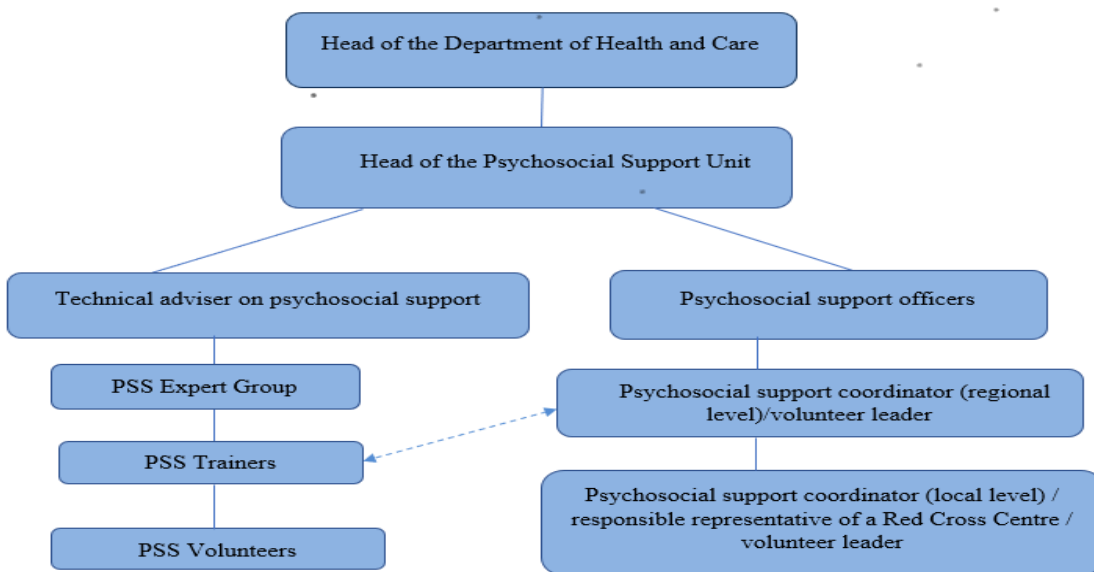 Head of the Department of Health and Care
Head of the Psychosocial Support Unit
Technical adviser on psychosocial support
Psychosocial support officers
PSS Expert Group
Psychosocial support coordinator (regional
level)/volunteer leader
PSS Trainers
Psychosocial support coordinator (local level) /
responsible representative of a Red Cross Centre /
volunteer leader
PSS Volunteers